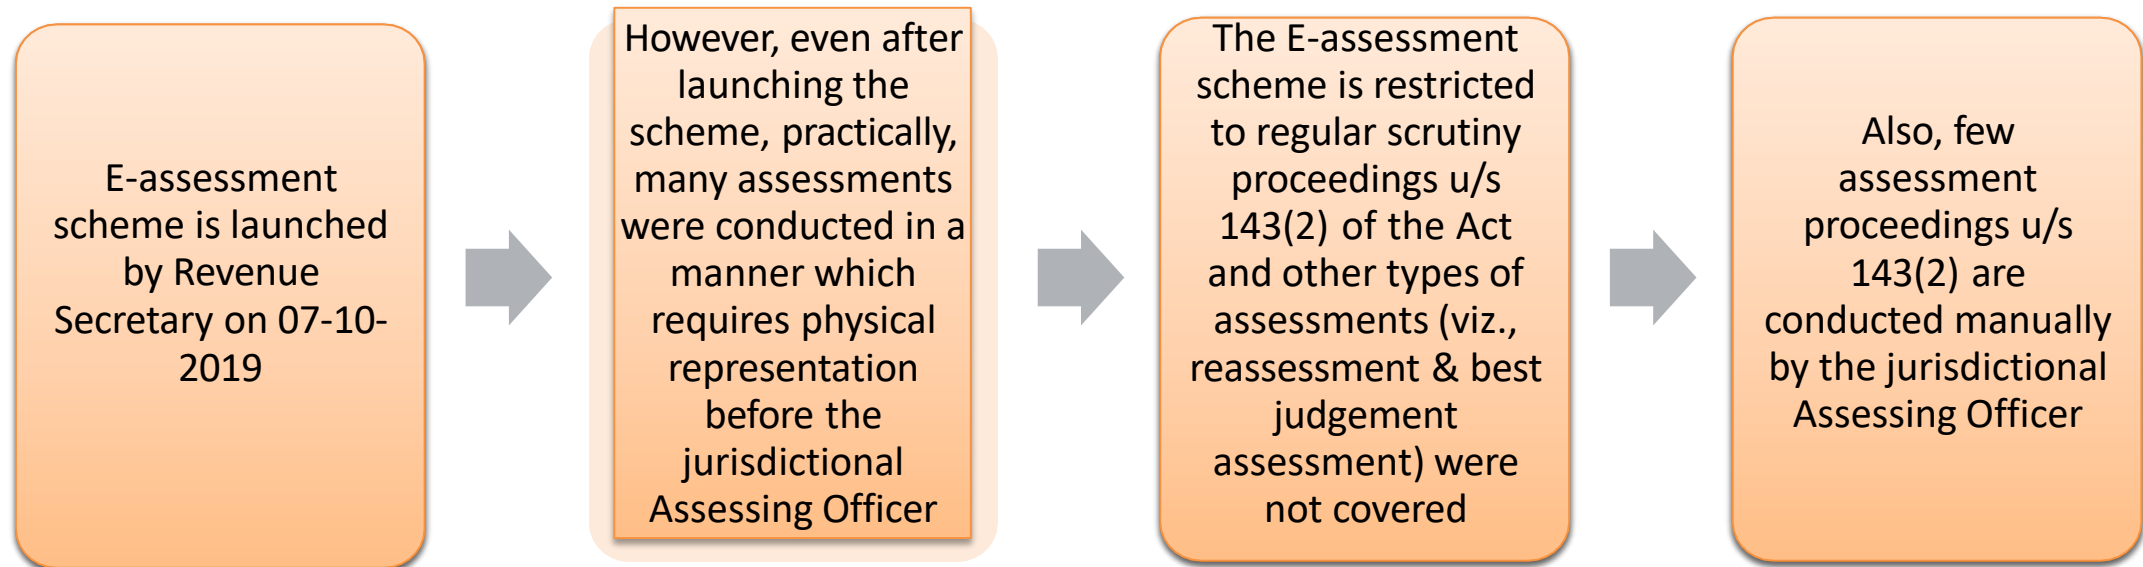 E-assessment
scheme is launched
by Revenue
Secretary on 07-10-
2019
However, even after
launching the
scheme, practically,
many assessments
were conducted in a
manner which
requires physical
representation
before the
jurisdictional
Assessing Officer
The E-assessment
scheme is restricted
to regular scrutiny
proceedings u/s
143(2) of the Act
and other types of
assessments (viz.,
reassessment & best
judgement
assessment) were
not covered
Also, few
assessment
proceedings u/s
143(2) are
conducted manually
by the jurisdictional
Assessing Officer